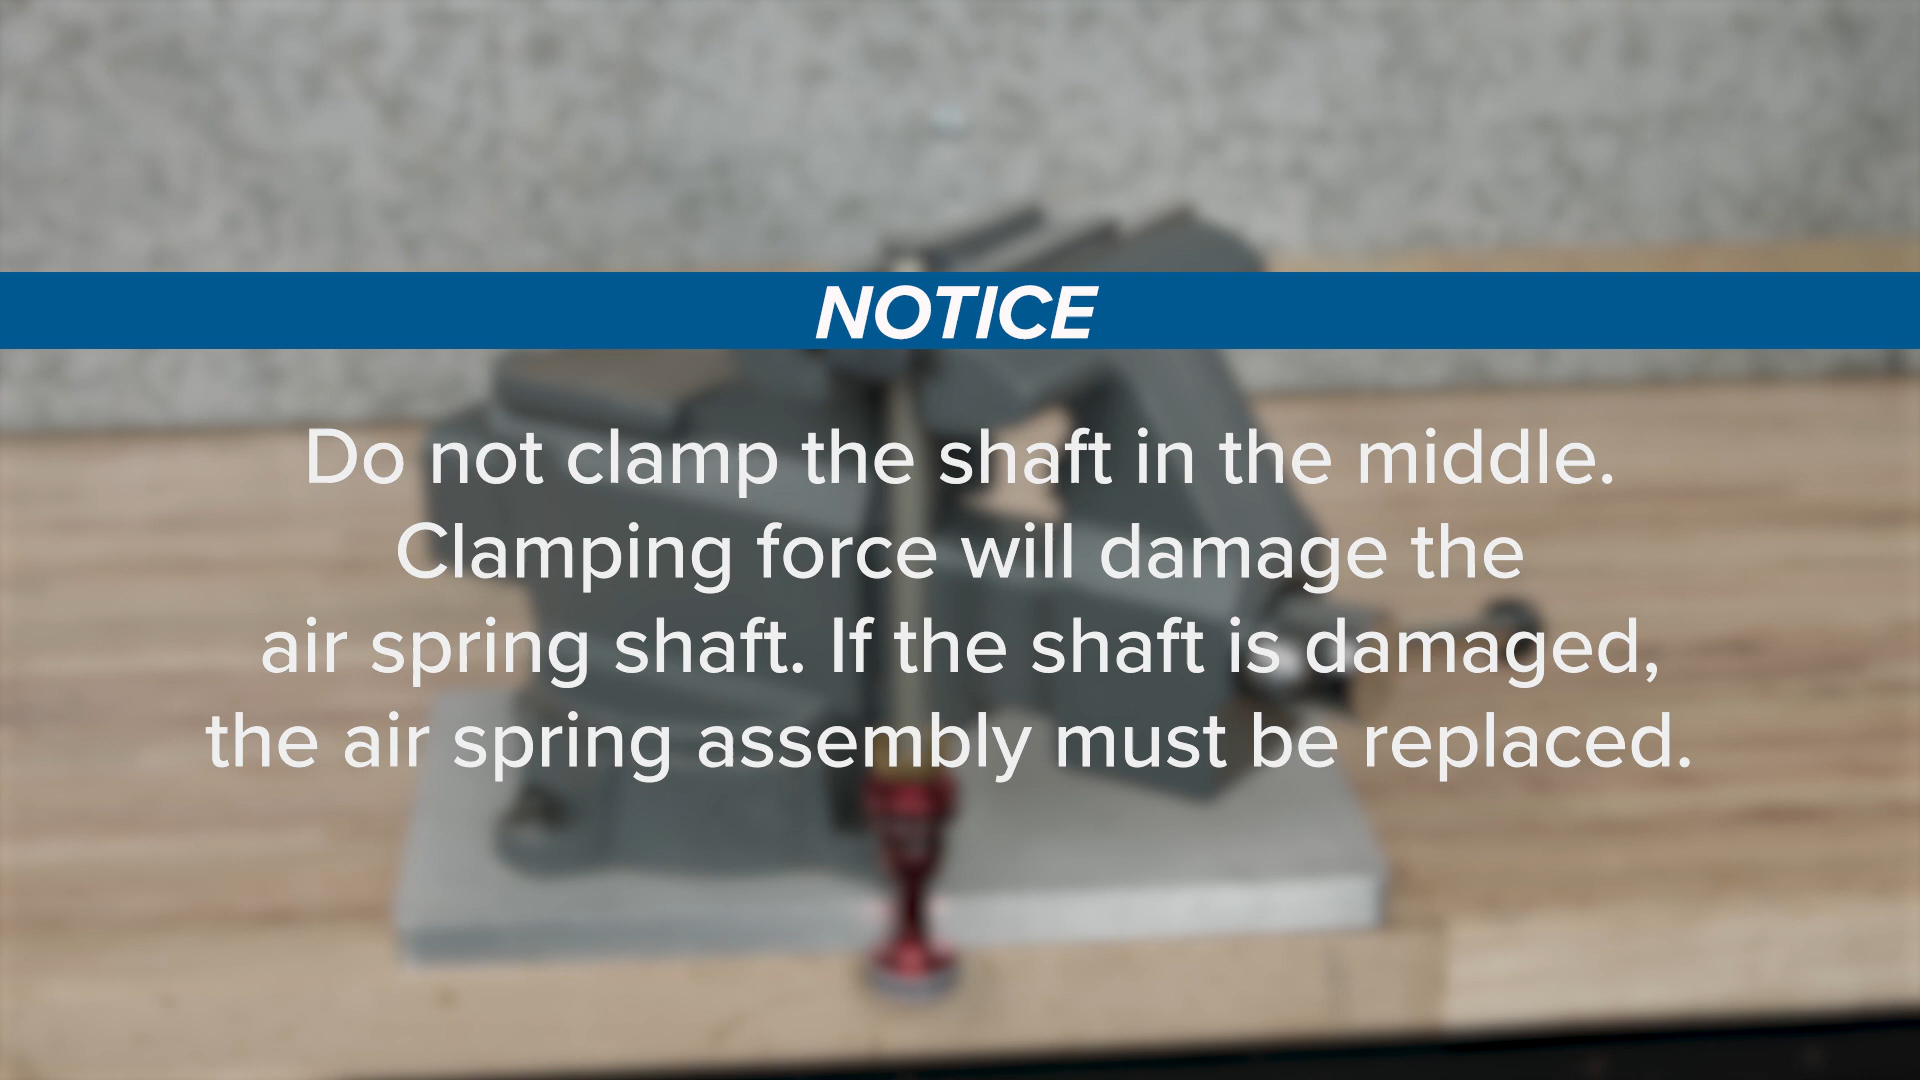 NOTICE
Do not clamp the shaft in the middle.
Clamping force will damage the
air spring shaft. If the shaft is damaged,
the air spring assembly must be replaced.